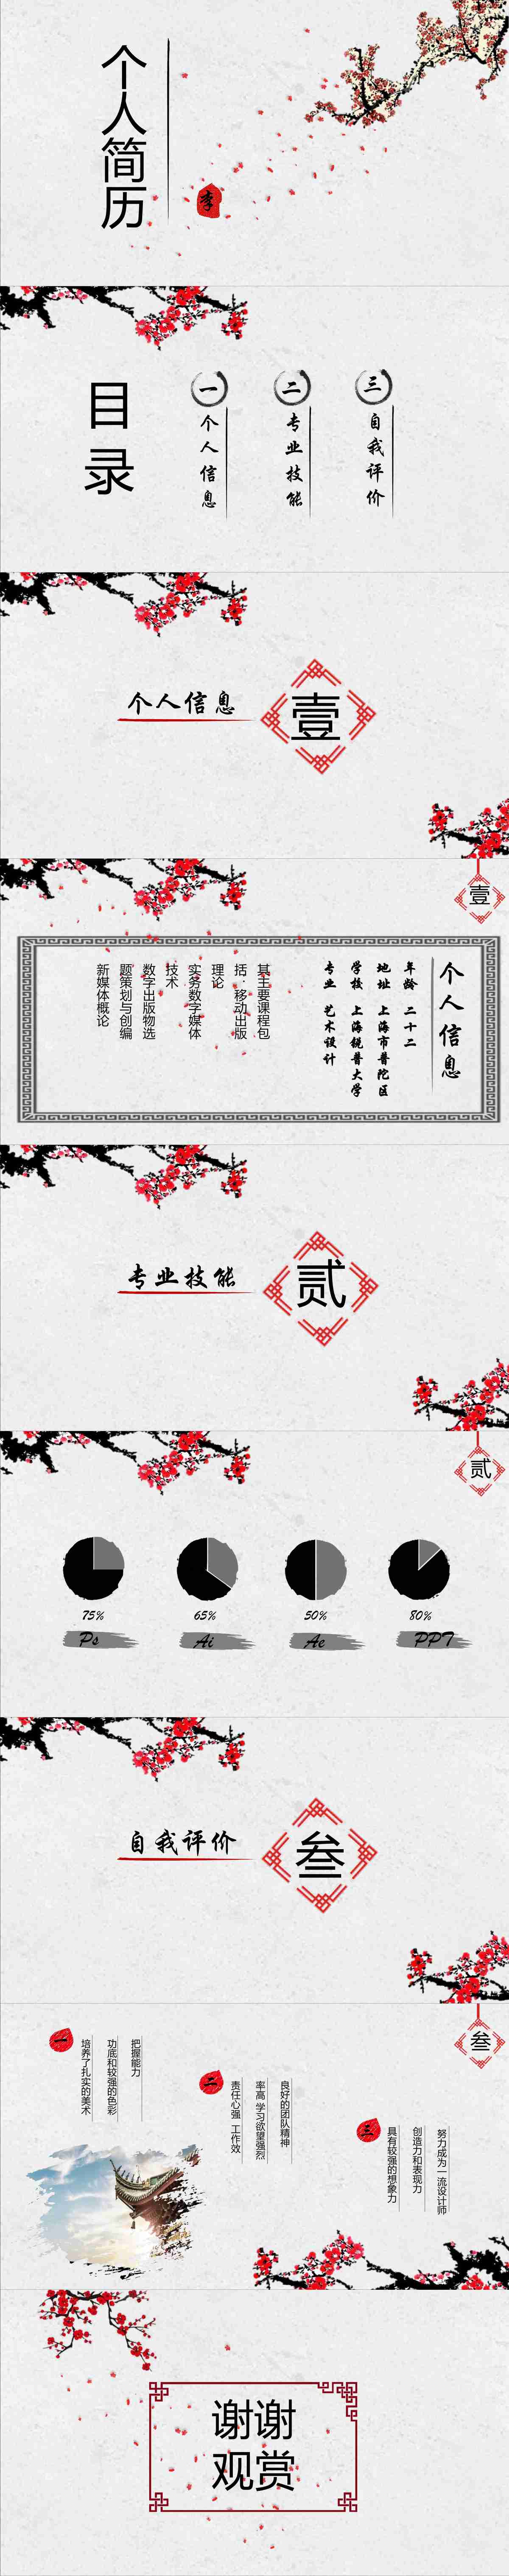 个人简历
李
目录
一
个人信息
二
专业技能
三
自我评价
个人信息
壹
壹
个人信息
年龄 二十二
地址 上海市普陀区
学校 上海锐普大学
专业 艺术设计
其主要课程包
括：移动出版
理论
实务数字媒体
技术
数字出版物选
题策划与创编
新媒体概论
专业技能
贰
贰
75%
65%
50%
80%
Ps
Ai
Ae
PPT
自我评价
叁
叁
一
培养了扎实的美术
功底和较强的色彩
把握能力
二
责任心强 工作效
率高 学习欲望强烈
良好的团队精神
三
具有较强的想象力
创造力和表现力
努力成为一流设计师
谢谢
观赏